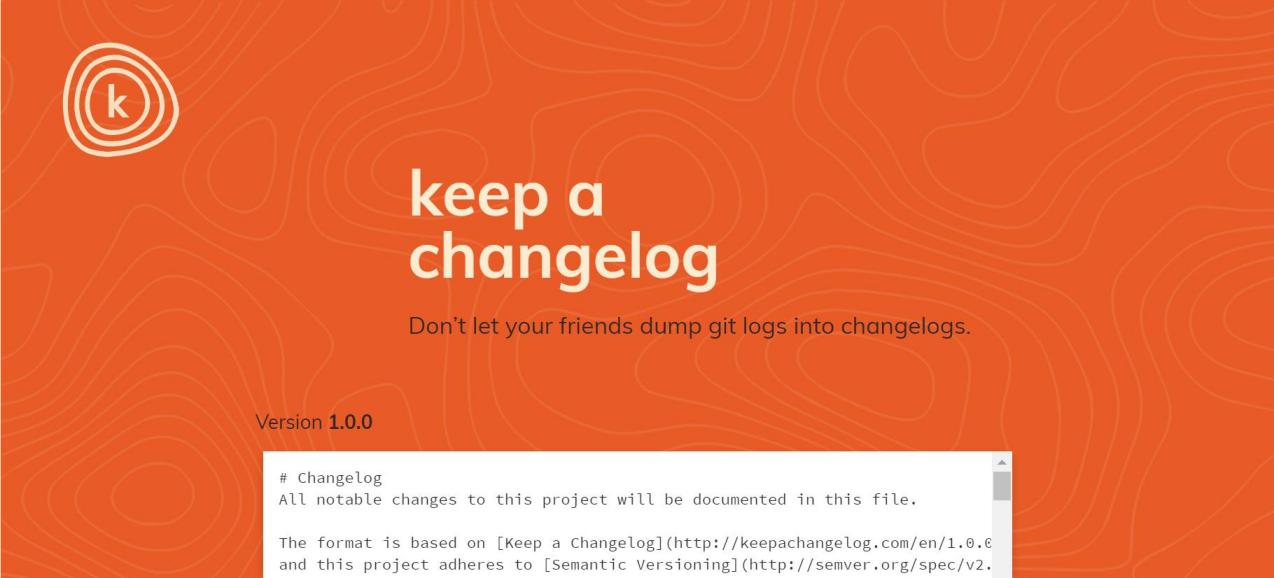 k
keep a
changelog
Don’t let your friends dump git logs into changelogs.
Version 1.0.0
# Changelog
All notable changes to this project will be documented in this file.
The format is based on [Keep a Changelog](http://keepachangelog.com/en/1.0.0
and this project adheres to [Semantic Versioning](http://semver.org/spec/v2.